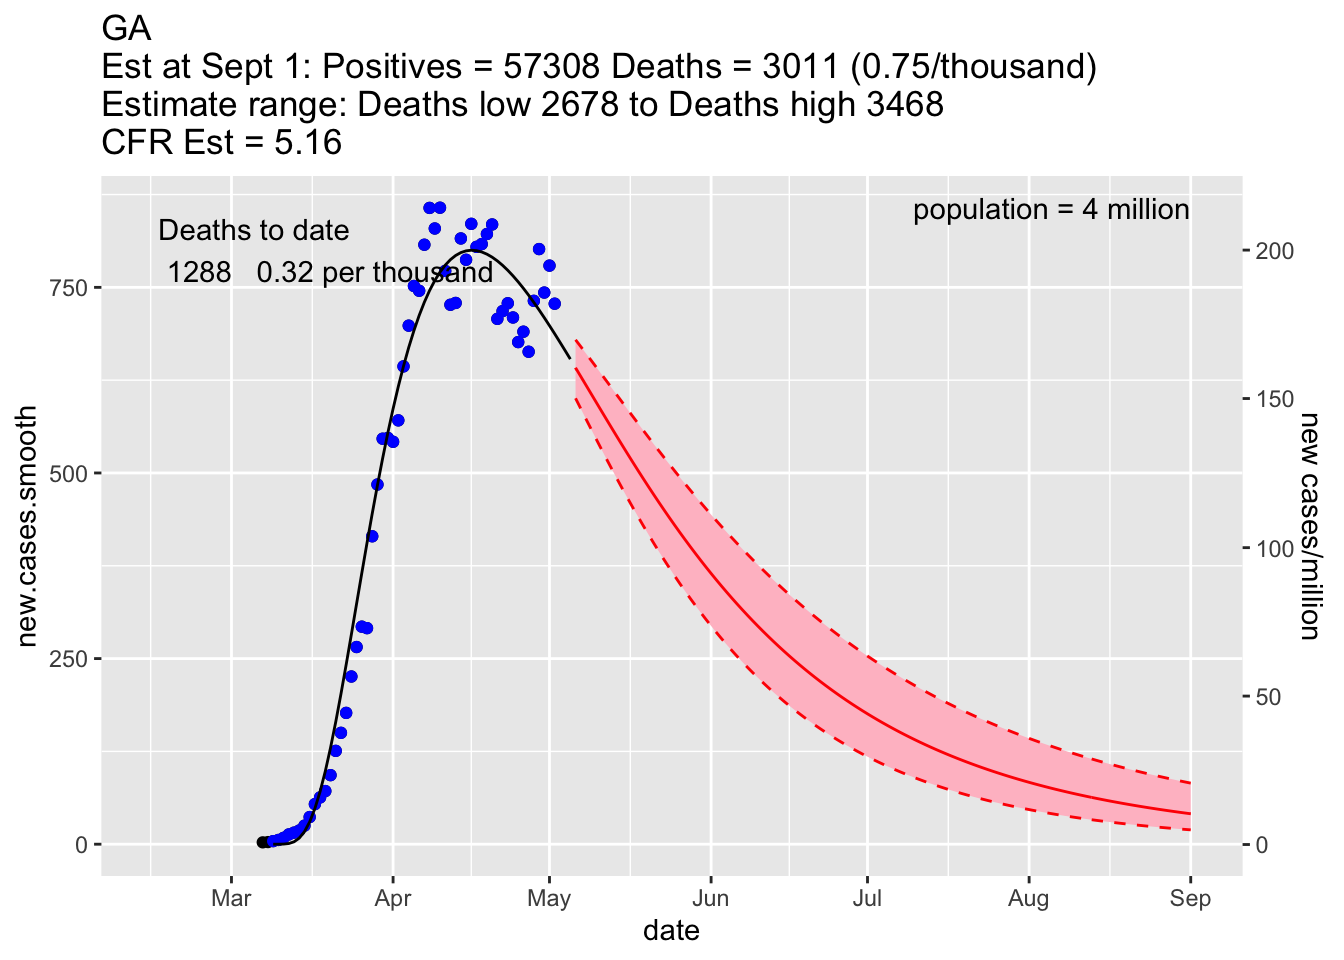 GA
Est at Sept 1: Positives = 57308 Deaths = 3011 (0.75/thousand)
Estimate range: Deaths low 2678 to Deaths high 3468
CFR Est = 5.16
Deaths to date
1288 0.32 per thousand
population = 4 million
750
500
250
0
new.cases.smooth
200
150
100
50
0
new cases/million
Mar Apr May Jun Jul Aug Sep
date